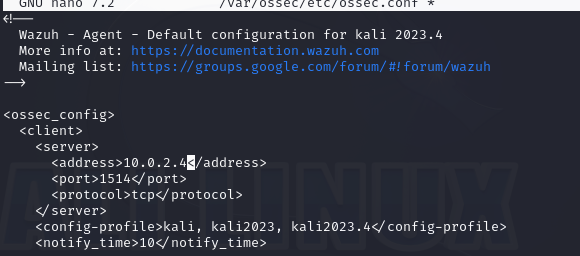 GNU nano 7.2 /var/ossec/etc/ossec.conf *
<!--
Wazuh - Agent - Default configuration for kali 2023.4
More info at: https://documentation.wazuh.com
Mailing list: https://groups.google.com/forum/#!forum/wazuh
-->
<ossec_config>
<client>
<server>
<address>10.0.2.4</address>
<port>1514</port>
<protocol>tcp</protocol>
</server>
<config-profile>kali, kali2023, kali2023.4</config-profile>
<notify_time>10</notify_time>